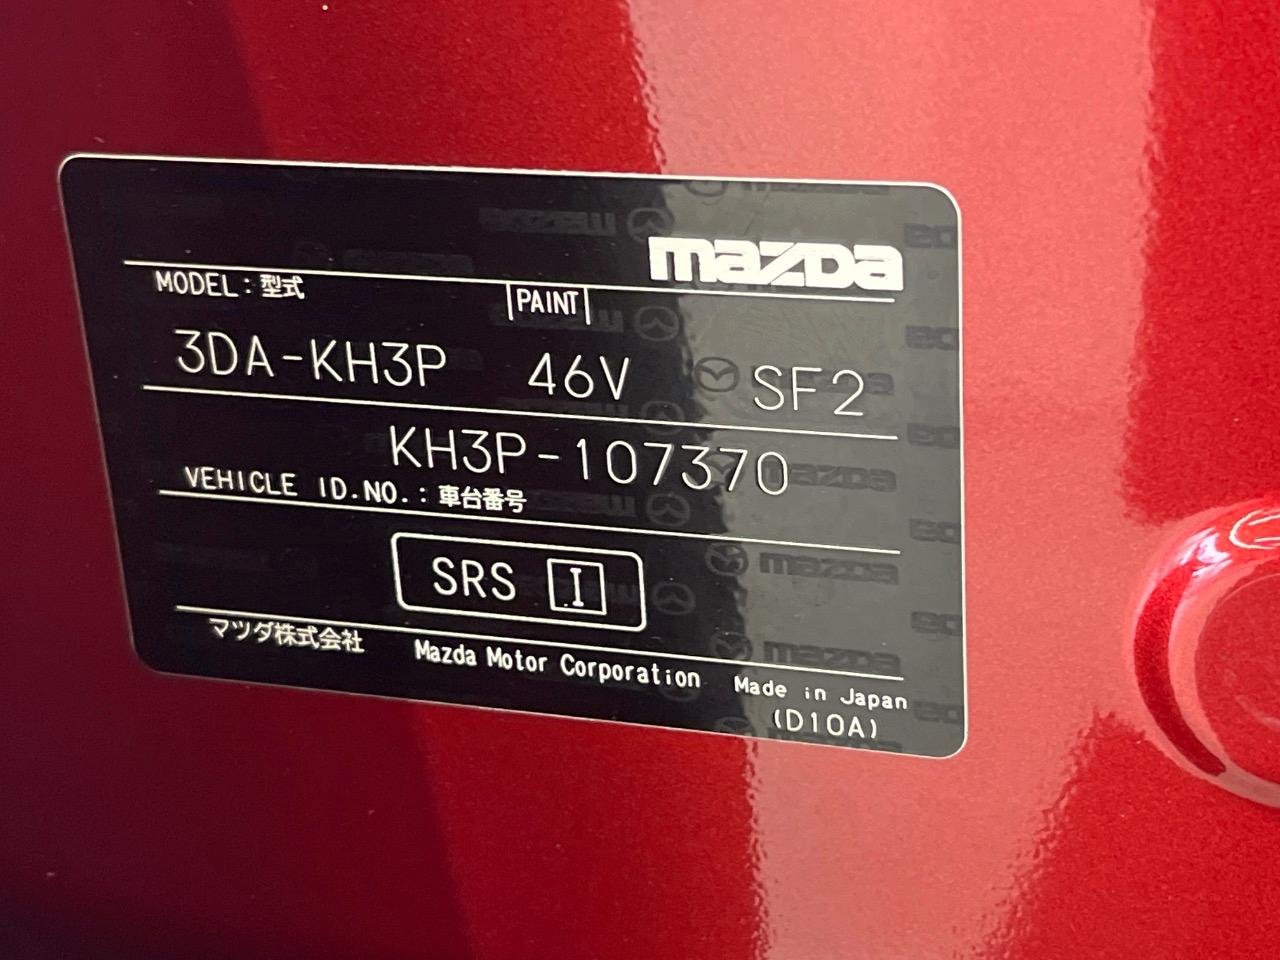 mazda
MODEL：型式 PAINT
3DA-KH3P 46V SF2
KH3P-107370
VEHICLE ID.NO.：車台番号
SRS I
マツダ株式会社 Mazda Motor Corporation Made in Japan
(D10A)